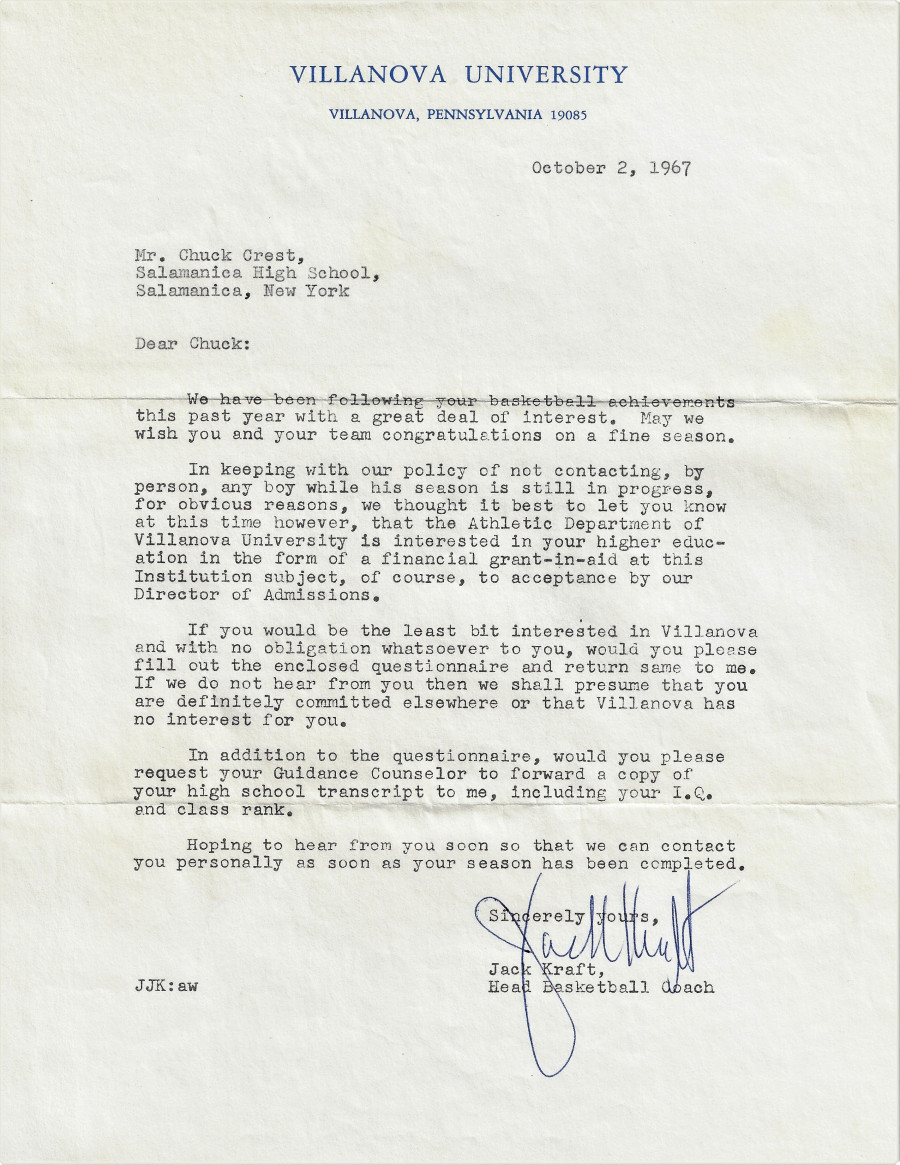 VILLANOVA UNIVERSITY
VILLANOVA, PENNSYLVANIA 19085
October 2, 1967
Mr. Chuck Crest,
Salamanica High School,
Salamanica, New York
Dear Chuck:
We have been following your basketball achievements
this past year with a great deal of interest. May we
wish you and your team congratulations on a fine season.
In keeping with our policy of not contacting, by
person, any boy while his season is still in progress,
for obvious reasons, we thought it best to let you know
at this time however, that the Athletic Department of
Villanova University is interested in your higher educ-
ation in the form of a financial grant-in-aid at this
Institution subject, of course, to acceptance by our
Director of Admissions.
If you would be the least bit interested in Villanova
and with no obligation whatsoever to you, would you please
fill out the enclosed questionnaire and return same to me.
If we do not hear from you then we shall presume that you
are definitely committed elsewhere or that Villanova has
no interest for you.
In addition to the questionnaire, would you please
request your Guidance Counselor to forward a copy of
your high school transcript to me, including your I.Q.
and class rank.
Hoping to hear from you soon so that we can contact
you personally as soon as your season has been completed.
Sincerely yours,
Jack Kraft
Jack Kraft,
JJK:aw Head Basketball Coach